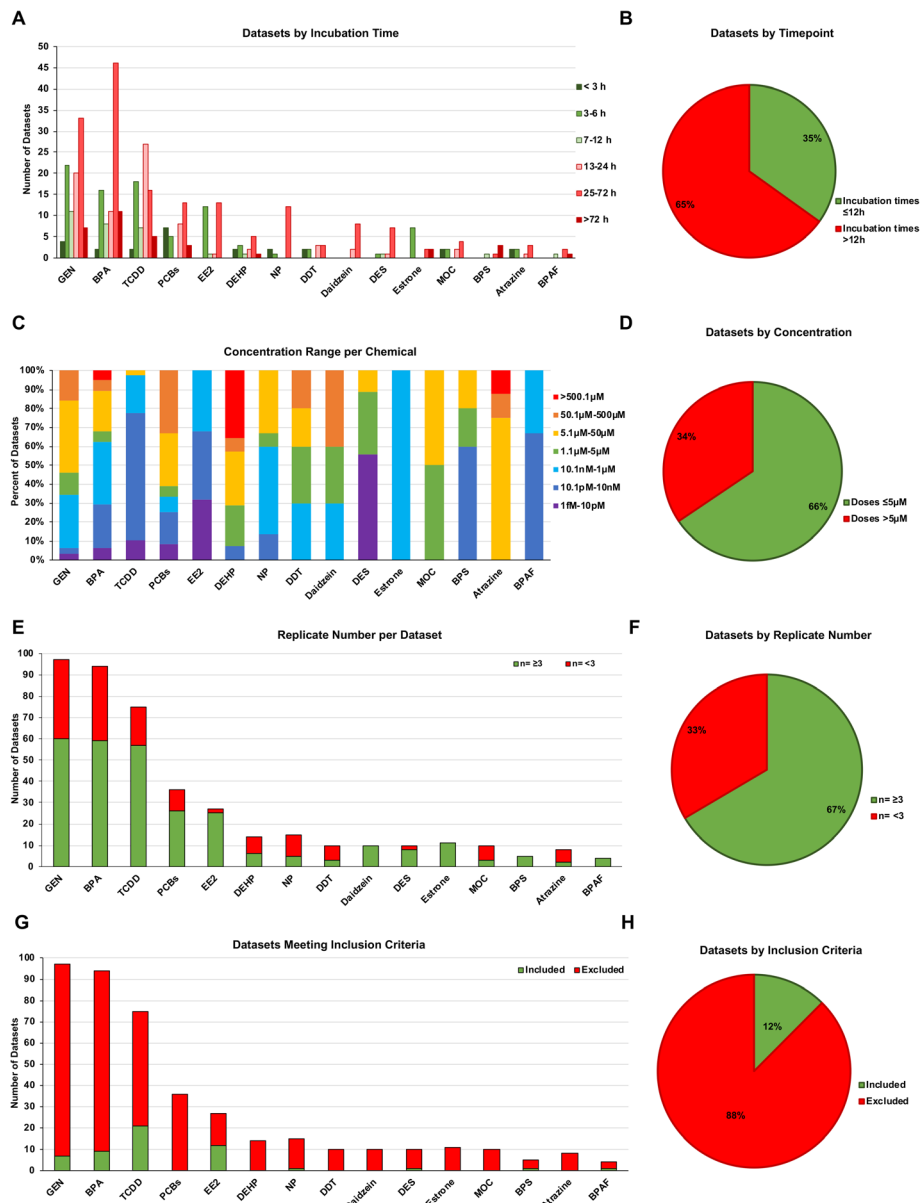 A
Datasets by Incubation Time
Number of Datasets
50
45
40
35
30
25
20
15
10
5
0
GEN
BPA
TCDD
PCBs
EE2
DEHP
NP
DDT
Daidzein
DES
Estrone
MOC
BPS
Atrazine
BPAF
< 3 h
3-6 h
7-12 h
13-24 h
25-72 h
>72 h
B
Datasets by Timepoint
35%
65%
Incubation times
≤12h
Incubation times
>12h
C
Concentration Range per Chemical
Percent of Datasets
100%
90%
80%
70%
60%
50%
40%
30%
20%
10%
0%
GEN
BPA
TCDD
PCBs
EE2
DEHP
NP
DDT
Daidzein
DES
Estrone
MOC
BPS
Atrazine
BPAF
>500.1µM
50.1µM-500µM
5.1µM-50µM
1.1µM-5µM
10.1nM-1µM
10.1pM-10nM
1fM-10pM
D
Datasets by Concentration
34%
66%
Doses ≤5µM
Doses >5µM
E
Replicate Number per Dataset
n= ≥3
n= <3
Number of Datasets
100
90
80
70
60
50
40
30
20
10
0
GEN
BPA
TCDD
PCBs
EE2
DEHP
NP
DDT
Daidzein
DES
Estrone
MOC
BPS
Atrazine
BPAF
F
Datasets by Replicate Number
33%
67%
n= ≥3
n= <3
G
Datasets Meeting Inclusion Criteria
Included
Excluded
Number of Datasets
100
90
80
70
60
50
40
30
20
10
0
GEN
BPA
TCDD
PCBs
EE2
DEHP
NP
DDT
Daidzein
DES
Estrone
MOC
BPS
Atrazine
BPAF
H
Datasets by Inclusion Criteria
12%
88%
Included
Excluded